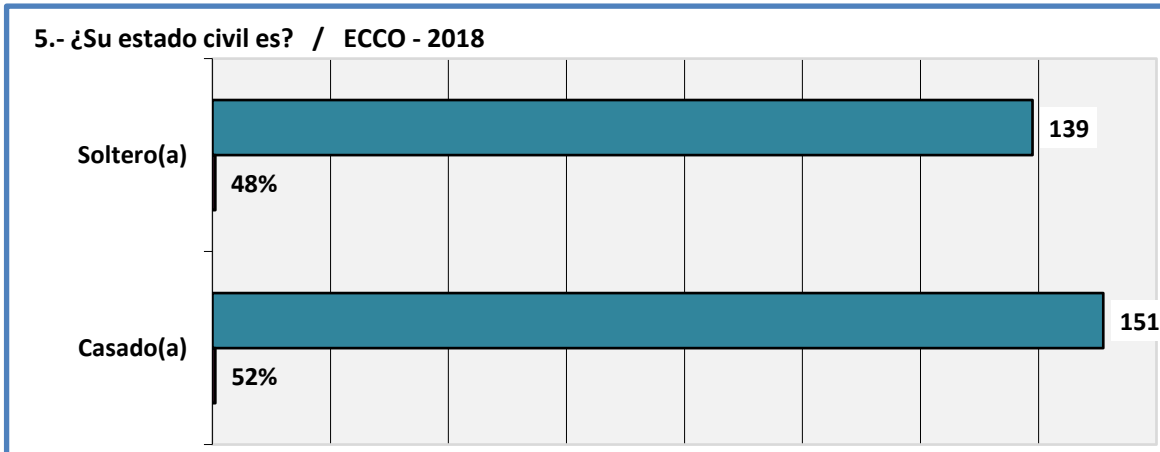 5.- ¿Su estado civil es?   /   ECCO - 2018
Soltero(a)
139
48%
Casado(a)
151
52%